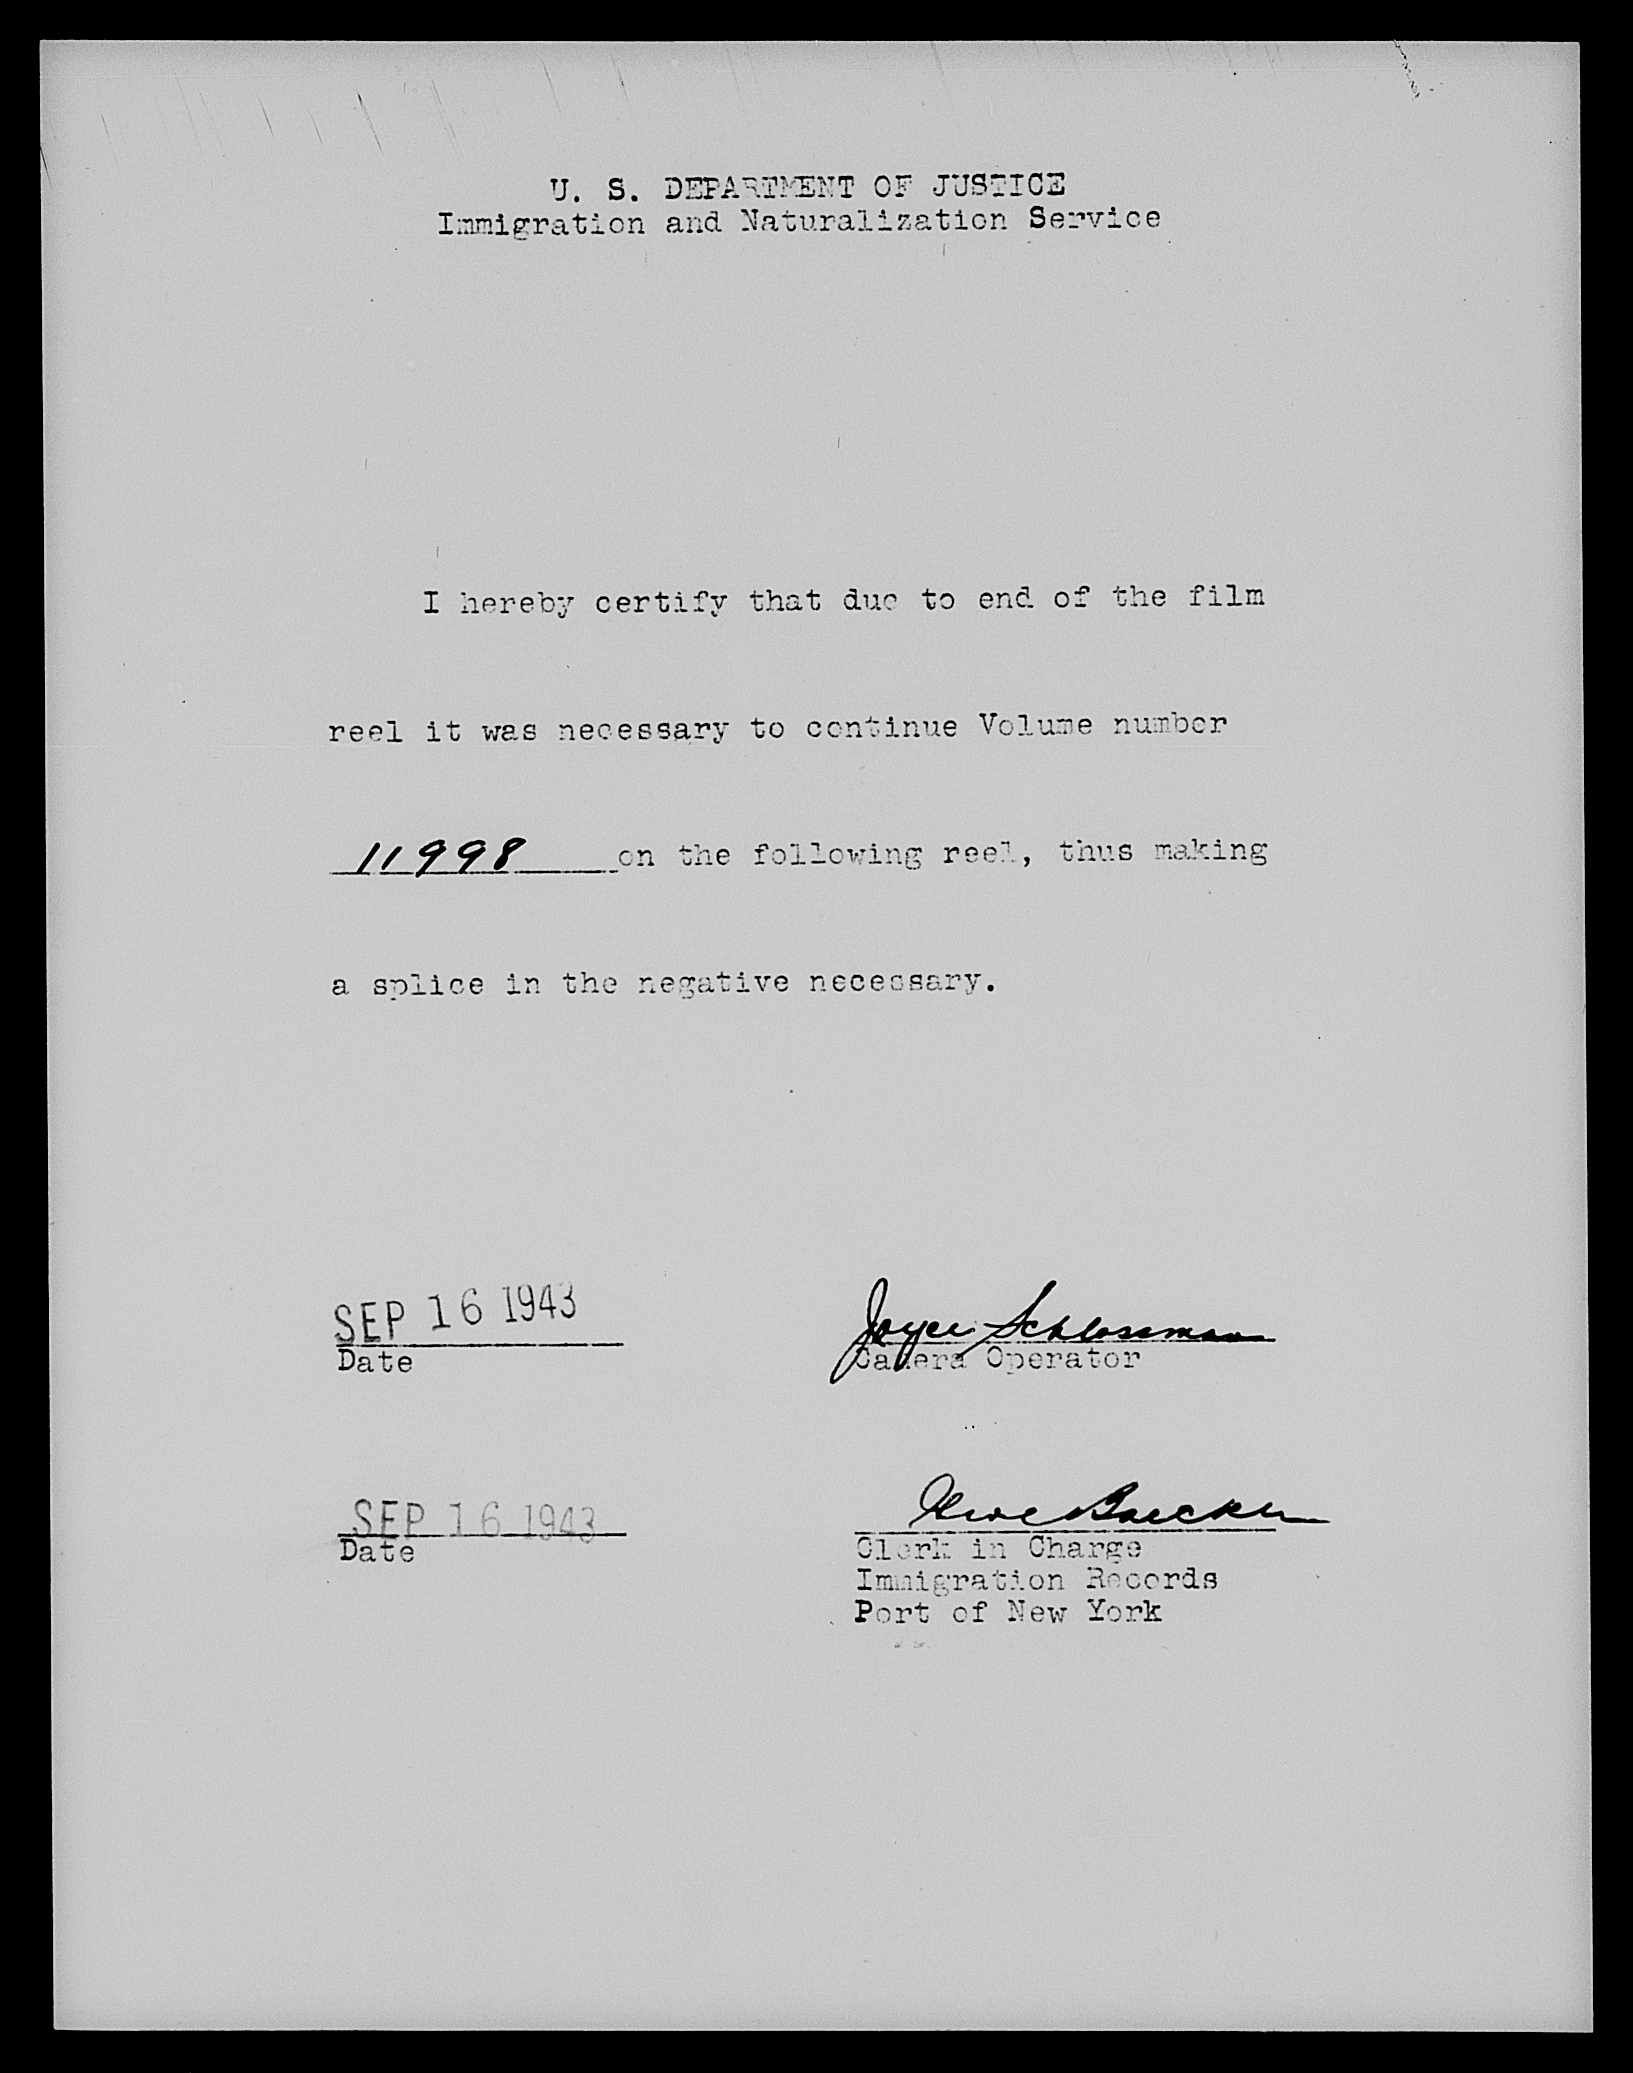 U. S. DEPARTMENT OF JUSTICE
Immigration and Naturalization Service
I hereby certify that due to end of the film
reel it was necessary to continue Volume number
11998 on the following reel, thus making
a splice in the negative necessary.
SEP 16 1943
Joyce Schlossman
Date
Camera Operator
SEP 16 1943
Date
Clerk in Charge
Immigration Records
Port of New York